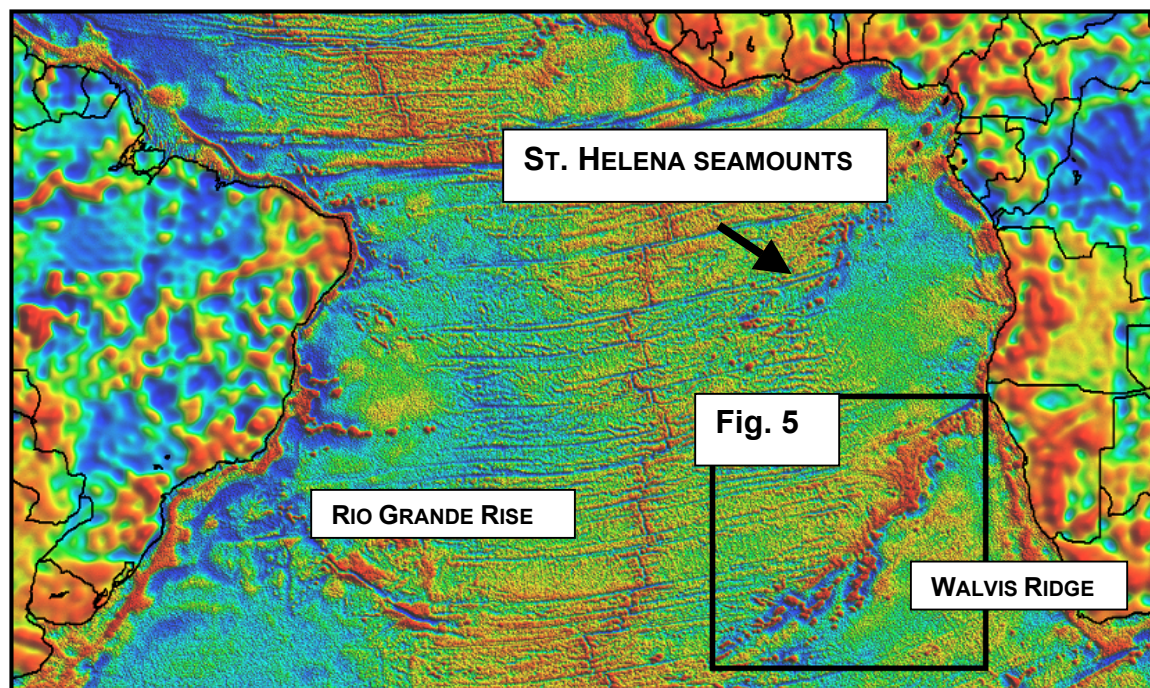 ST. HELENA SEAMOUNTS
Fig. 5
RIO GRANDE RISE
WALVIS RIDGE